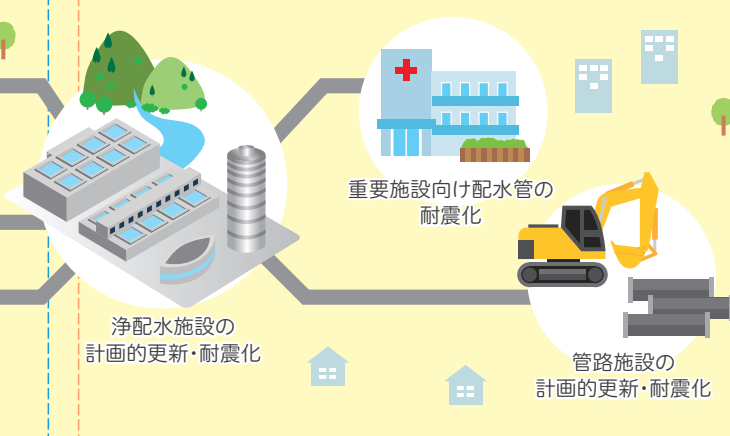 重要施設向け配水管の
耐震化
浄配水施設の
計画的更新・耐震化
管路施設の
計画的更新・耐震化